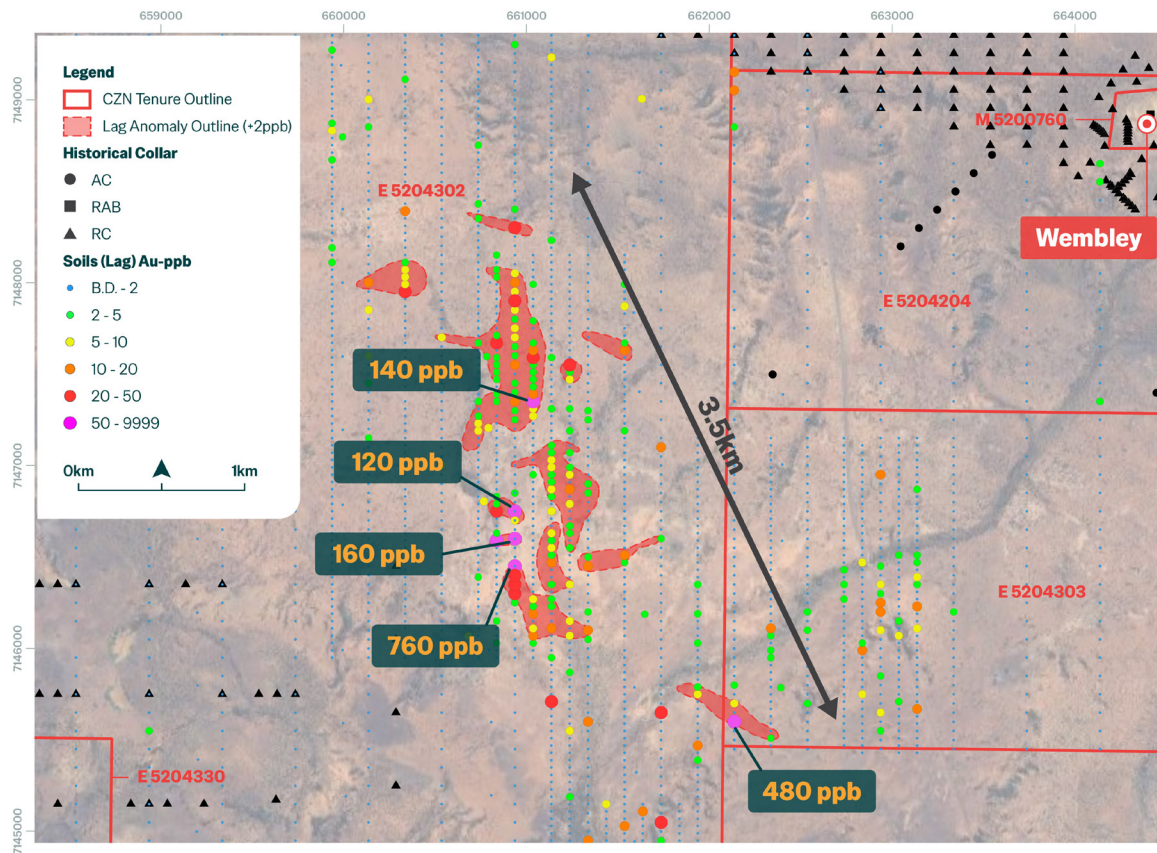 659000
660000
661000
662000
663000
664000
7149000
7148000
7147000
7146000
7145000
Legend
CZN Tenure Outline
Lag Anomaly Outline (+2ppb)
Historical Collar
AC
RAB
RC
Soils (Lag) Au-ppb
B.D. - 2
2 - 5
5 - 10
10 - 20
20 - 50
50 - 9999
0km
1km
E 5204302
M 5200760
Wembley
E 5204204
140 ppb
3.5km
120 ppb
160 ppb
E 5204303
760 ppb
E 5204330
480 ppb